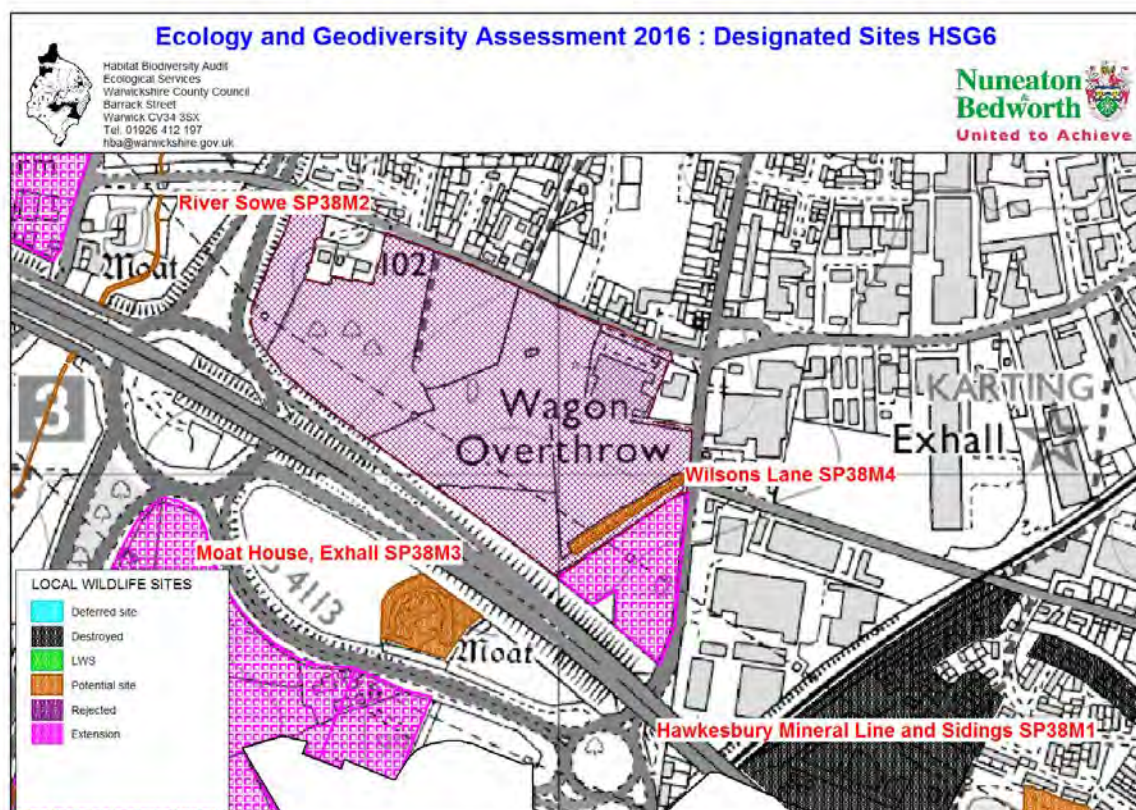 Ecology and Geodiversity Assessment 2016 : Designated Sites HSG6
Habitat Biodiversity Audit
Ecological Services
Warwickshire County Council
Barrack Street
Warwick CV34 3SX
Tel. 01926 412 197
hba@warwickshire.gov.uk
Nuneaton
&
Bedworth
United to Achieve
River Sowe SP38M2
Moat
102
Wagon
Overthrow
KARTING
Exhall
3
Wilsons Lane SP38M4
Moat House, Exhall SP38M3
4113
Moat
Hawkesbury Mineral Line and Sidings SP38M1
LOCAL WILDLIFE SITES
Deferred site
Destroyed
LWS
Potential site
Rejected
Extension